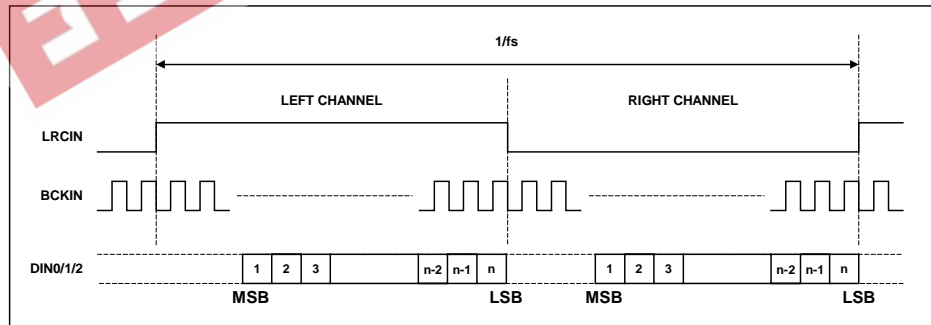 1/fs
LEFT CHANNEL RIGHT CHANNEL
LRCIN
BCKIN
DIN0/1/2 1 2 3 n-2 n-1 n 1 2 3 n-2 n-1 n
MSB LSB MSB LSB